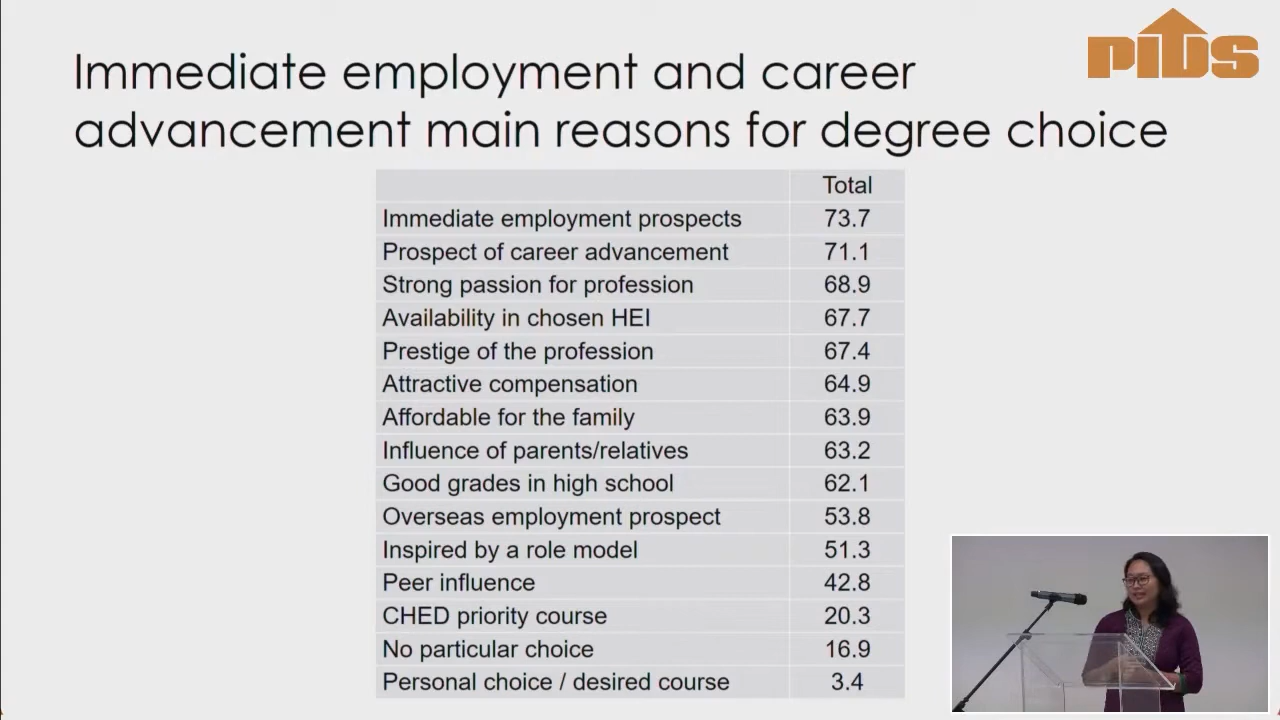 PIDS
Immediate employment and career
advancement main reasons for degree choice
Total
Immediate employment prospects 73.7
Prospect of career advancement 71.1
Strong passion for profession 68.9
Availability in chosen HEI 67.7
Prestige of the profession 67.4
Attractive compensation 64.9
Affordable for the family 63.9
Influence of parents/relatives 63.2
Good grades in high school 62.1
Overseas employment prospect 53.8
Inspired by a role model 51.3
Peer influence 42.8
CHED priority course 20.3
No particular choice 16.9
Personal choice / desired course 3.4